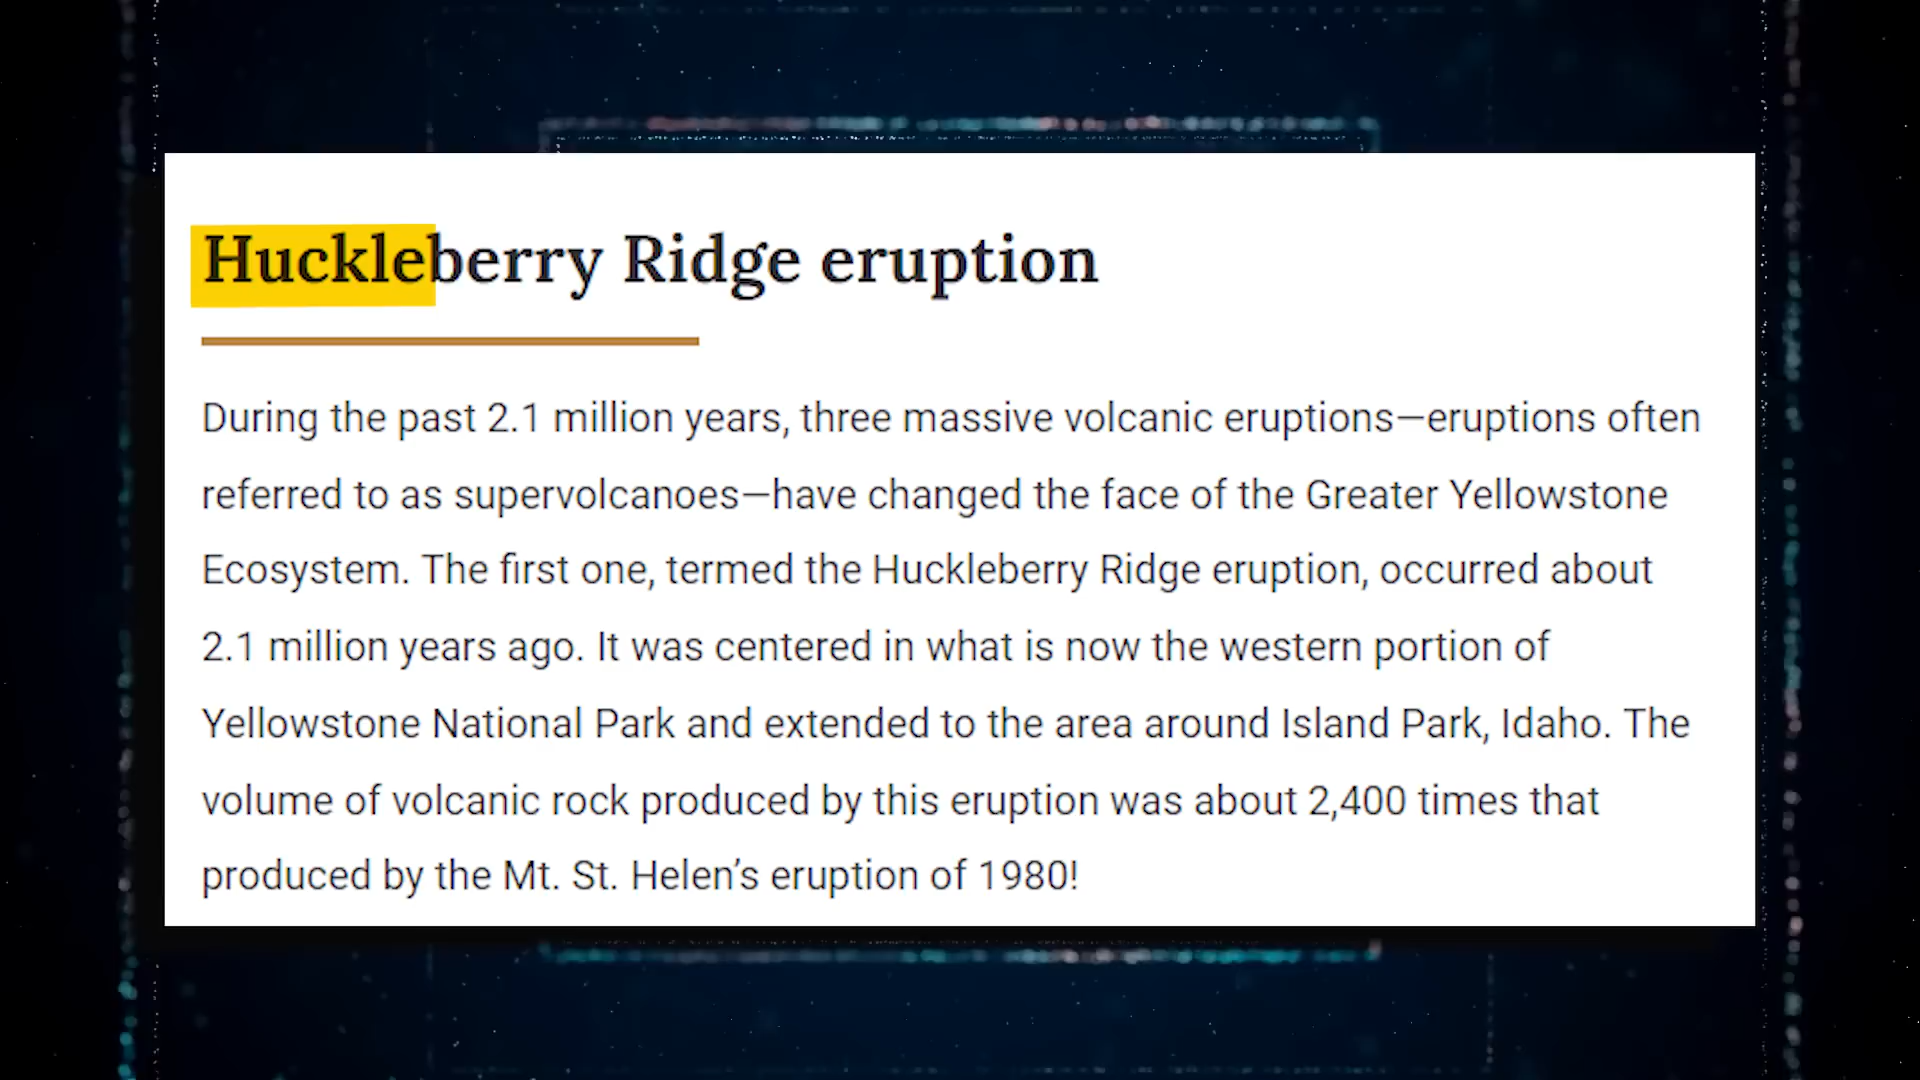 Huckleberry Ridge eruption
During the past 2.1 million years, three massive volcanic eruptions—eruptions often
referred to as supervolcanoes—have changed the face of the Greater Yellowstone
Ecosystem. The first one, termed the Huckleberry Ridge eruption, occurred about
2.1 million years ago. It was centered in what is now the western portion of
Yellowstone National Park and extended to the area around Island Park, Idaho. The
volume of volcanic rock produced by this eruption was about 2,400 times that
produced by the Mt. St. Helen’s eruption of 1980!